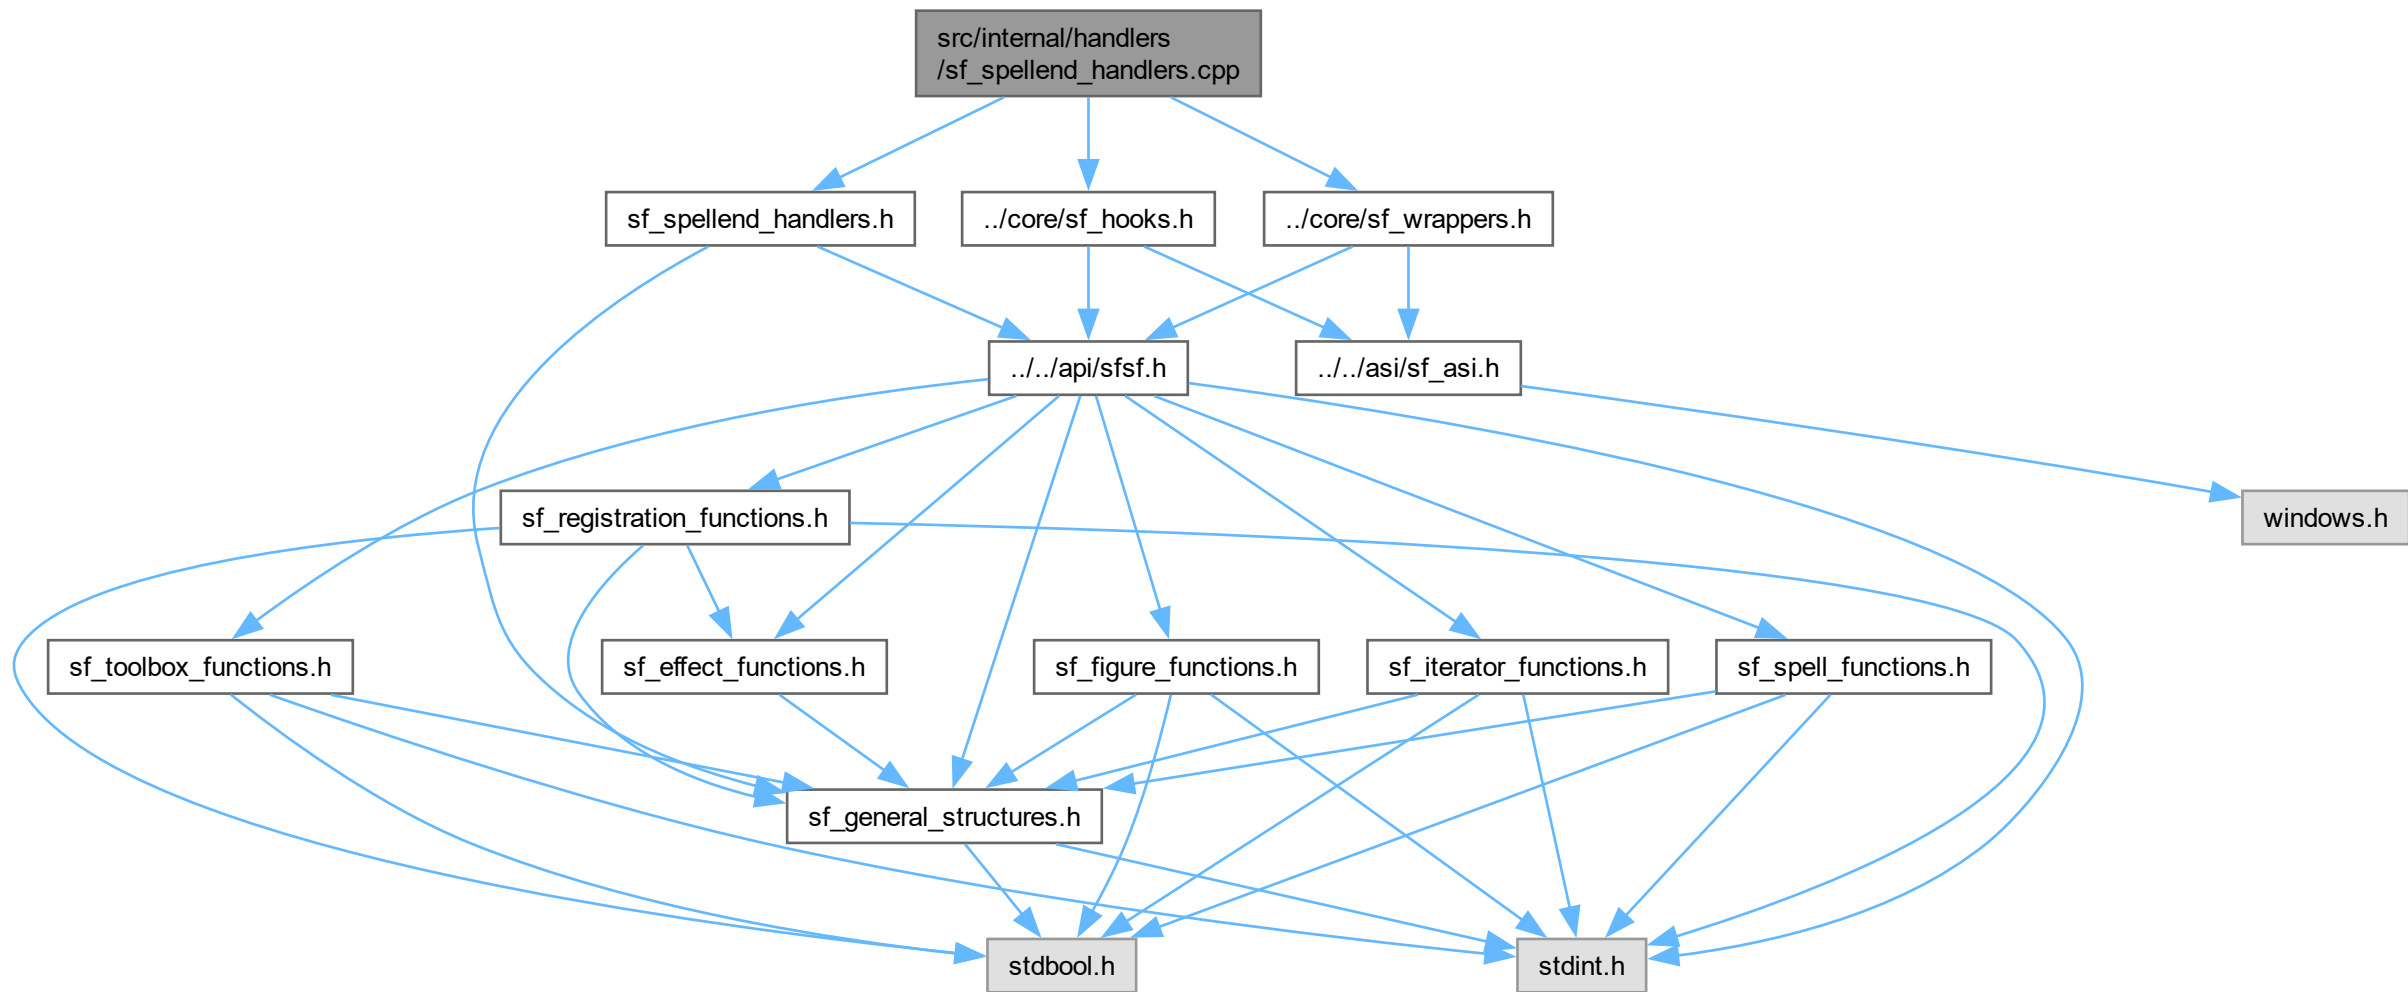 src/internal/handlers
/sf_spellend_handlers.cpp
sf_spellend_handlers.h
../core/sf_hooks.h
../core/sf_wrappers.h
../../api/sfsf.h
../../asi/sf_asi.h
sf_registration_functions.h
windows.h
sf_toolbox_functions.h
sf_effect_functions.h
sf_figure_functions.h
sf_iterator_functions.h
sf_spell_functions.h
sf_general_structures.h
stdbool.h
stdint.h